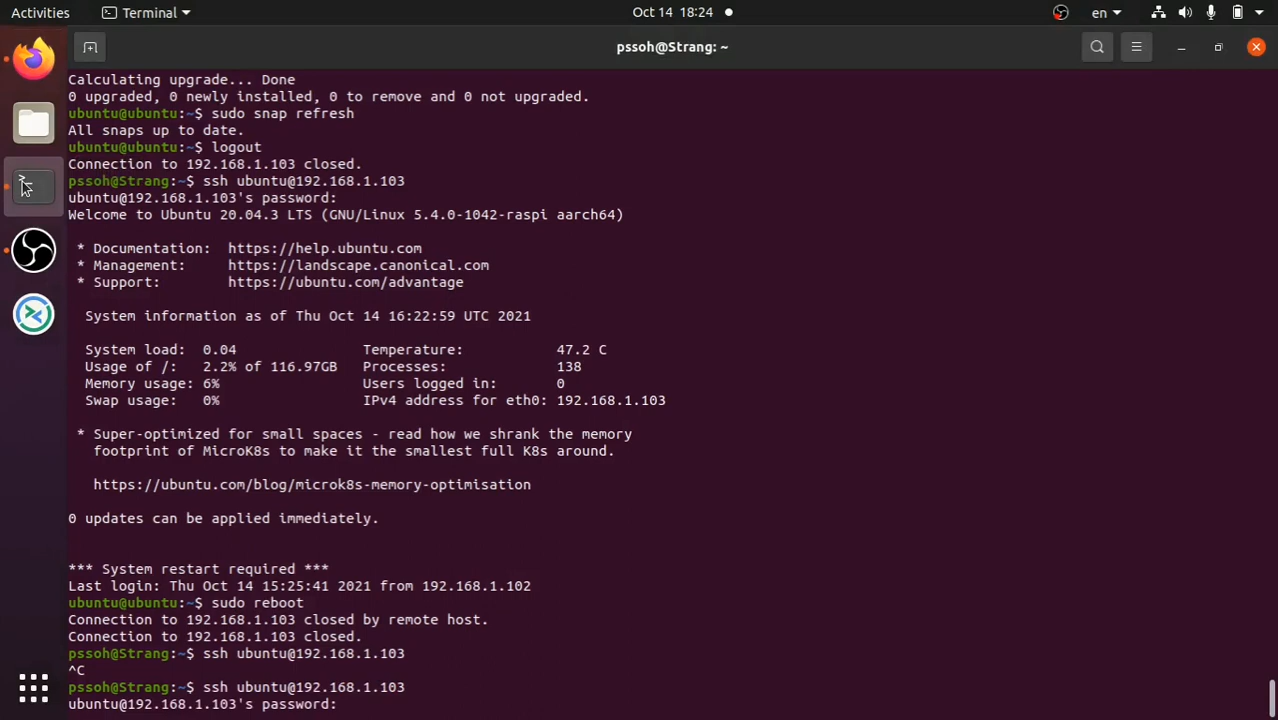 Activities Terminal Oct 14 18:24 en
pssoh@Strang: ~
Calculating upgrade... Done
0 upgraded, 0 newly installed, 0 to remove and 0 not upgraded.
ubuntu@ubuntu:~$ sudo snap refresh
All snaps up to date.
ubuntu@ubuntu:~$ logout
Connection to 192.168.1.103 closed.
pssoh@Strang:~$ ssh ubuntu@192.168.1.103
ubuntu@192.168.1.103's password:
Welcome to Ubuntu 20.04.3 LTS (GNU/Linux 5.4.0-1042-raspi aarch64)
* Documentation: https://help.ubuntu.com
* Management: https://landscape.canonical.com
* Support: https://ubuntu.com/advantage
System information as of Thu Oct 14 16:22:59 UTC 2021
System load: 0.04 Temperature: 47.2 C
Usage of /: 2.2% of 116.97GB Processes: 138
Memory usage: 6% Users logged in: 0
Swap usage: 0% IPv4 address for eth0: 192.168.1.103
* Super-optimized for small spaces - read how we shrank the memory
footprint of MicroK8s to make it the smallest full K8s around.
https://ubuntu.com/blog/microk8s-memory-optimisation
0 updates can be applied immediately.
*** System restart required ***
Last login: Thu Oct 14 15:25:41 2021 from 192.168.1.102
ubuntu@ubuntu:~$ sudo reboot
Connection to 192.168.1.103 closed by remote host.
Connection to 192.168.1.103 closed.
pssoh@Strang:~$ ssh ubuntu@192.168.1.103
^C
pssoh@Strang:~$ ssh ubuntu@192.168.1.103
ubuntu@192.168.1.103's password: